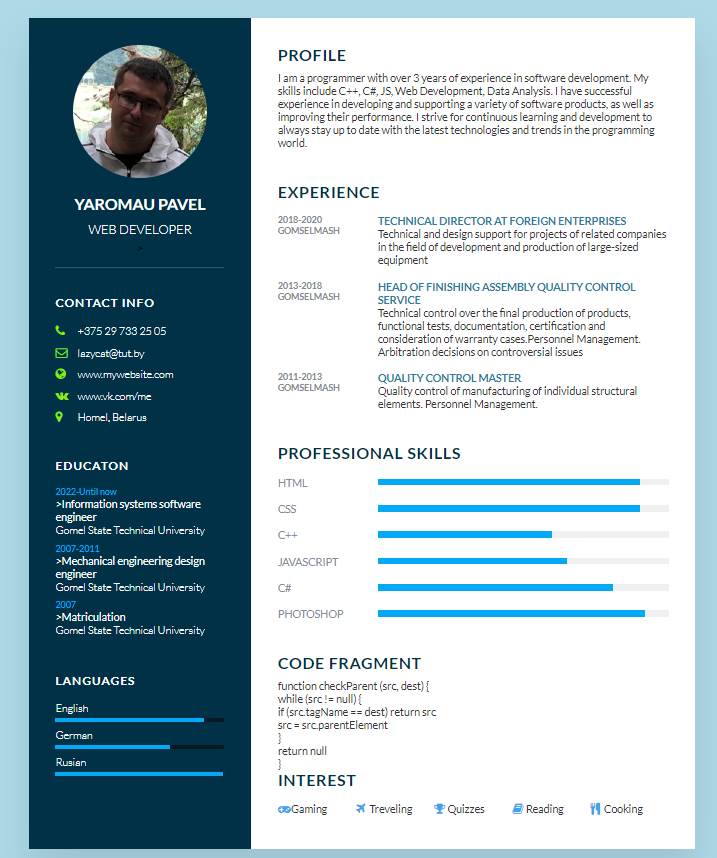 YAROMAU PAVEL
WEB DEVELOPER
>
CONTACT INFO
+375 29 733 25 05
lazycat@tut.by
www.mywebsite.com
www.vk.com/me
Homel, Belarus
EDUCATON
2022-Until now
>Information systems software
engineer
Gomel State Technical University
2007-2011
>Mechanical engineering design
engineer
Gomel State Technical University
2007
>Matriculation
Gomel State Technical University
LANGUAGES
English
German
Rusian
PROFILE
I am a programmer with over 3 years of experience in software development. My
skills include C++, C#, JS, Web Development, Data Analysis. I have successful
experience in developing and supporting a variety of software products, as well as
improving their performance. I strive for continuous learning and development to
always stay up to date with the latest technologies and trends in the programming
world.
EXPERIENCE
2018-2020
GOMSELMASH
TECHNICAL DIRECTOR AT FOREIGN ENTERPRISES
Technical and design support for projects of related companies
in the field of development and production of large-sized
equipment
2013-2018
GOMSELMASH
HEAD OF FINISHING ASSEMBLY QUALITY CONTROL
SERVICE
Technical control over the final production of products,
functional tests, documentation, certification and
consideration of warranty cases.Personnel Management.
Arbitration decisions on controversial issues
2011-2013
GOMSELMASH
QUALITY CONTROL MASTER
Quality control of manufacturing of individual structural
elements. Personnel Management.
PROFESSIONAL SKILLS
HTML
CSS
C++
JAVASCRIPT
C#
PHOTOSHOP
CODE FRAGMENT
function checkParent (src, dest) {
while (src != null) {
if (src.tagName == dest) return src
src = src.parentElement
}
return null
}
INTEREST
Gaming Treveling Quizzes Reading Cooking